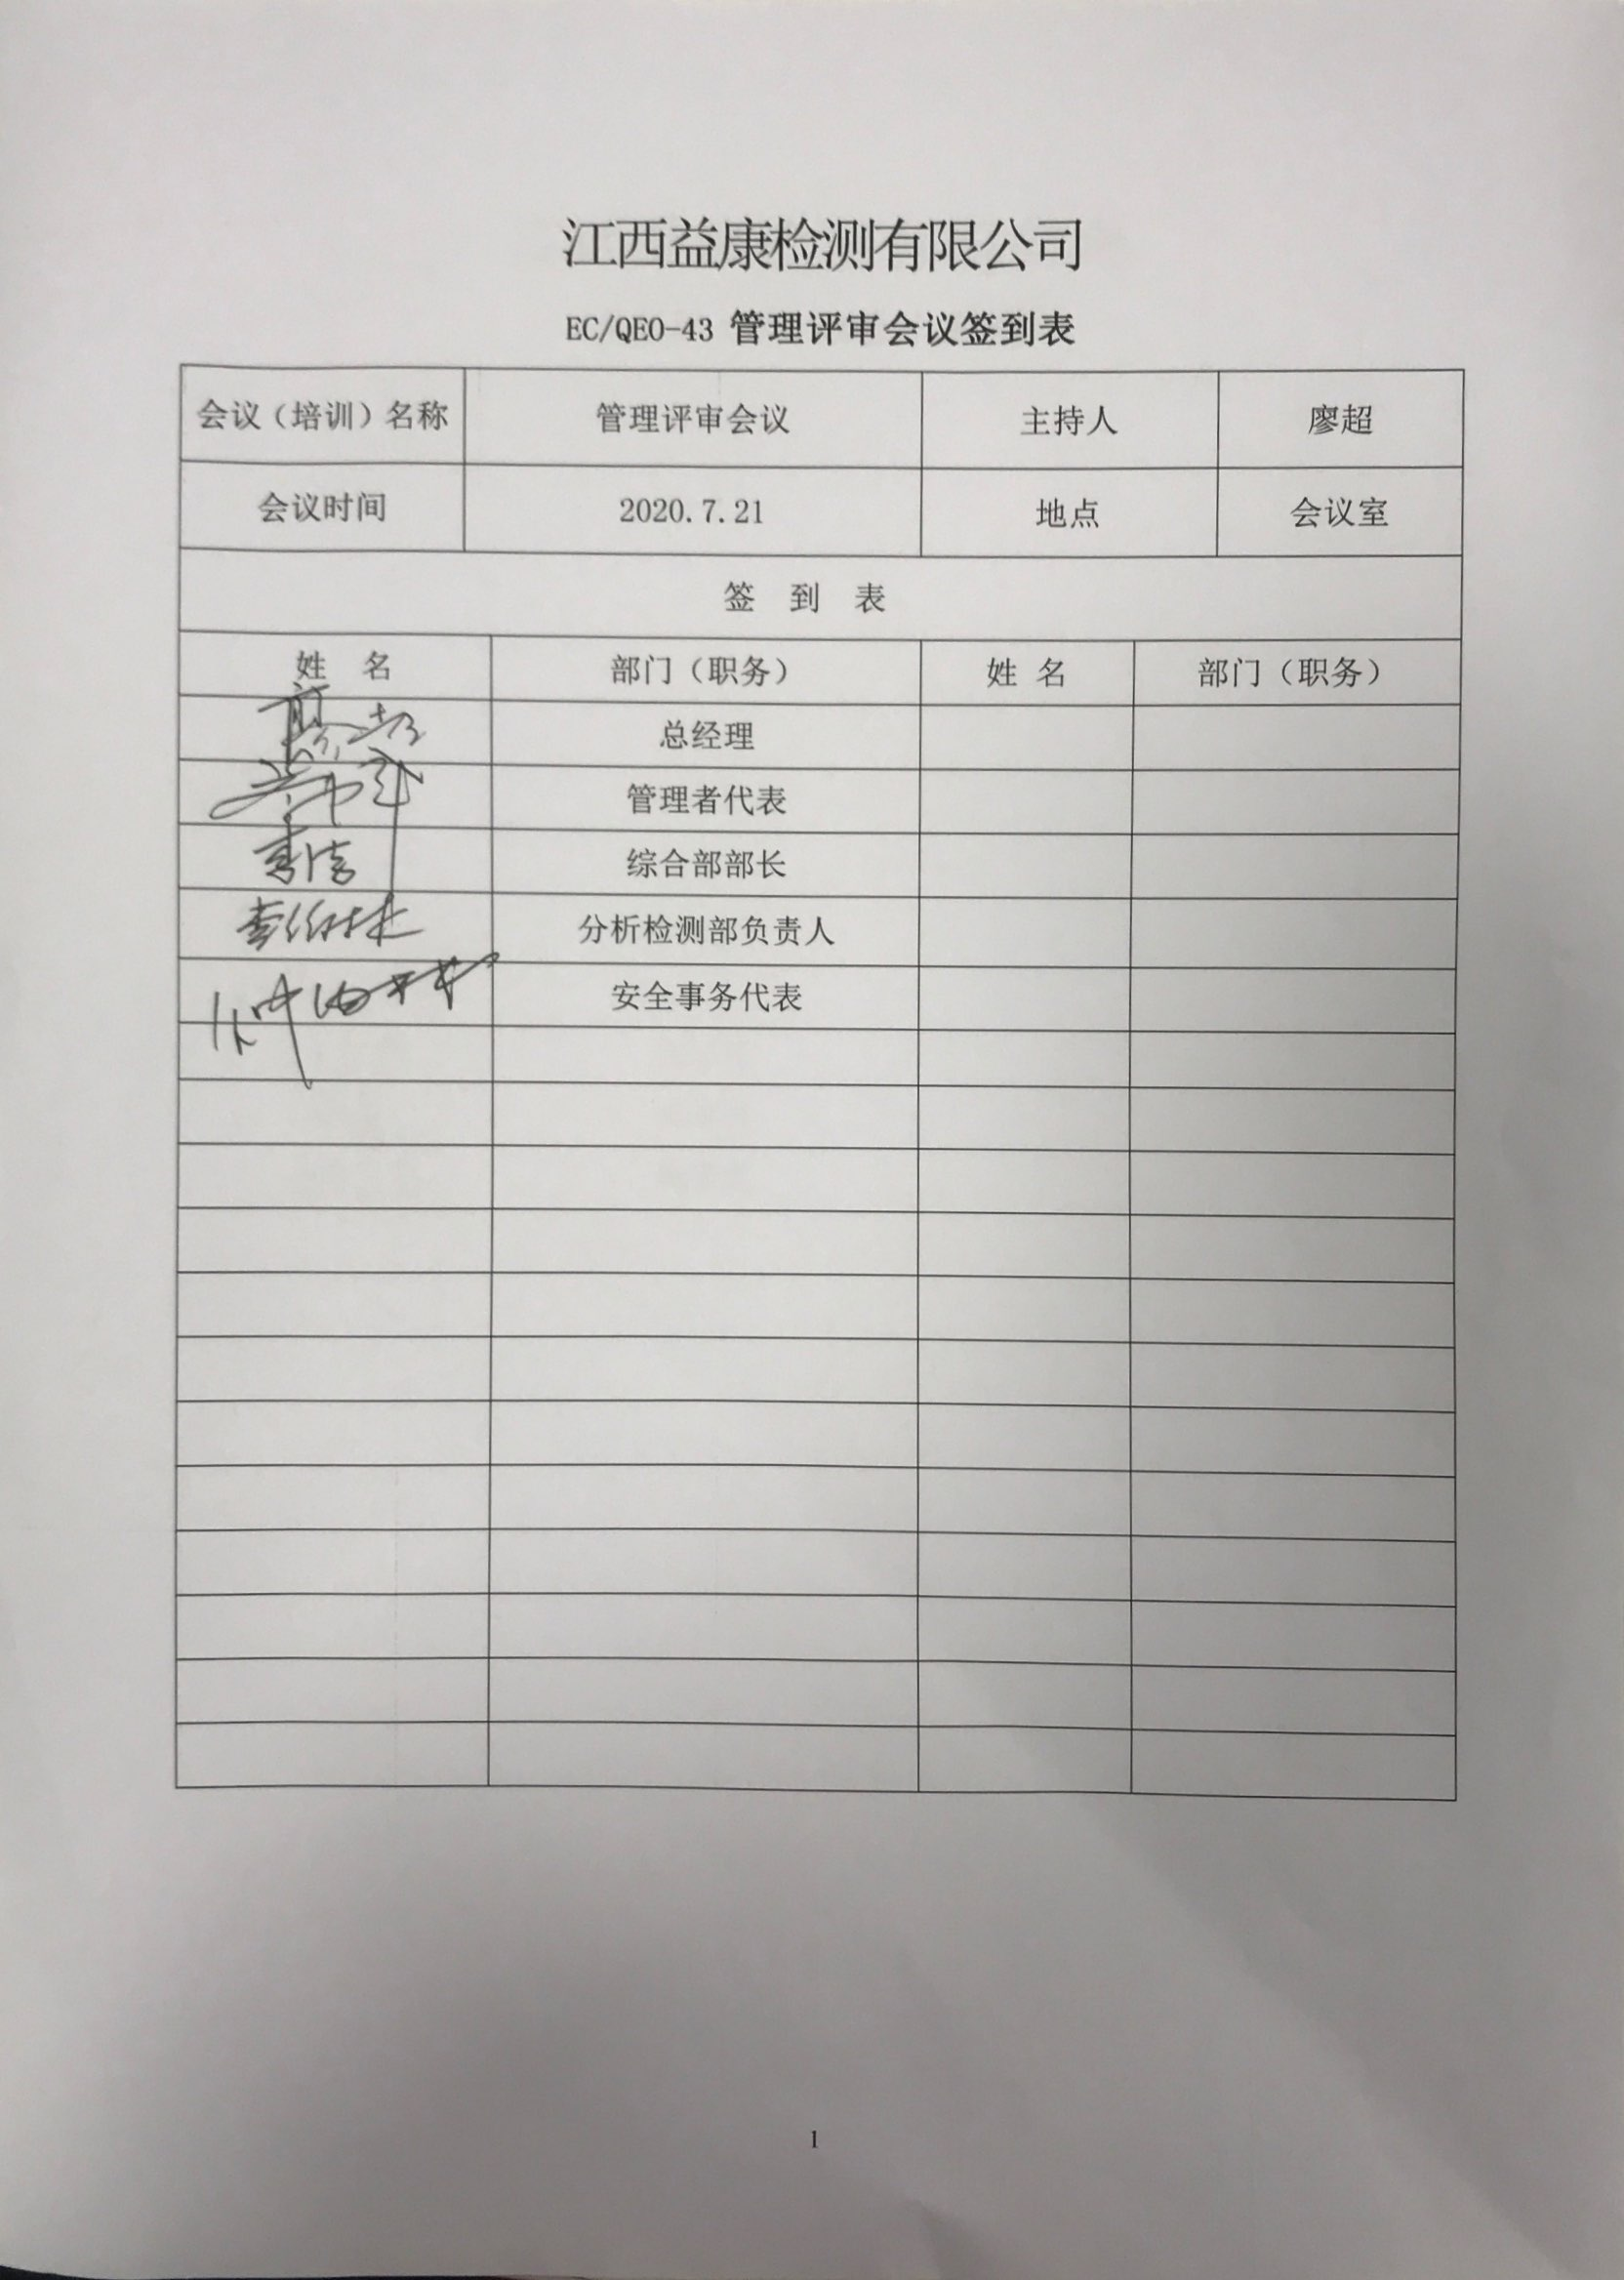 江西益康检测有限公司
EC/QEO-43 管理评审会议签到表
会议（培训）名称 管理评审会议 主持人 廖超
会议时间 2020.7.21 地点 会议室
签 到 表
姓 名 部门（职务） 姓 名 部门（职务）
总经理
管理者代表
综合部部长
分析检测部负责人
安全事务代表
1